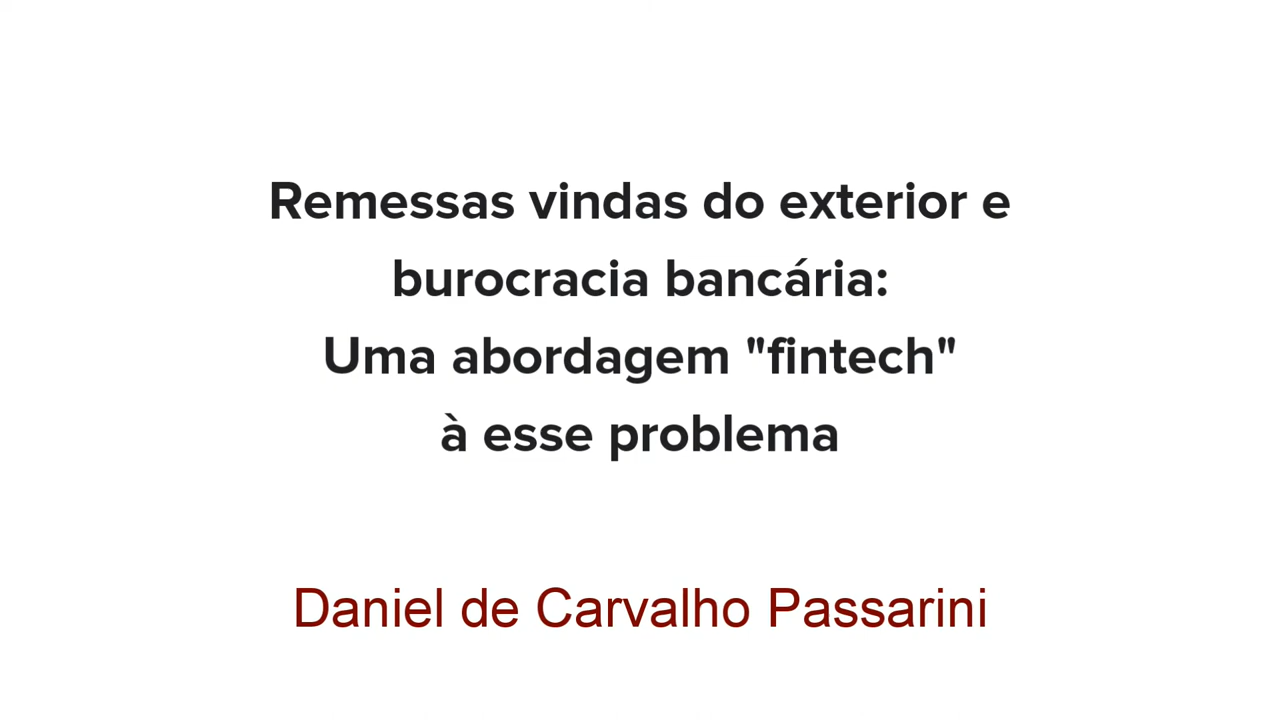 Remessas vindas do exterior e
burocracia bancária:
Uma abordagem "fintech"
à esse problema
Daniel de Carvalho Passarini